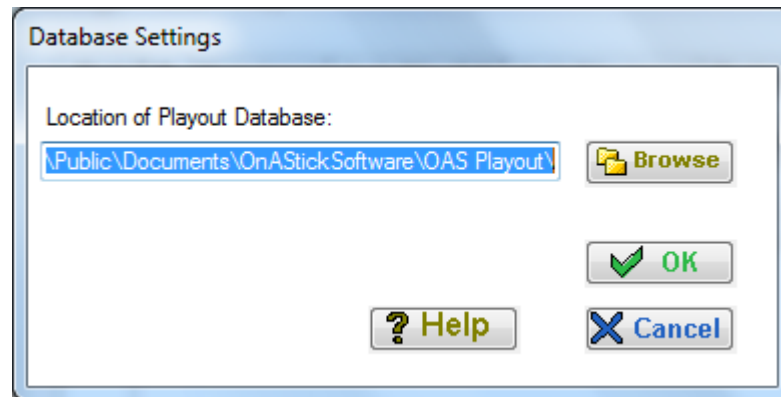 Database Settings
Location of Playout Database:
\Public\Documents\OnAStickSoftware\OAS Playout\
Browse
OK
? Help
Cancel